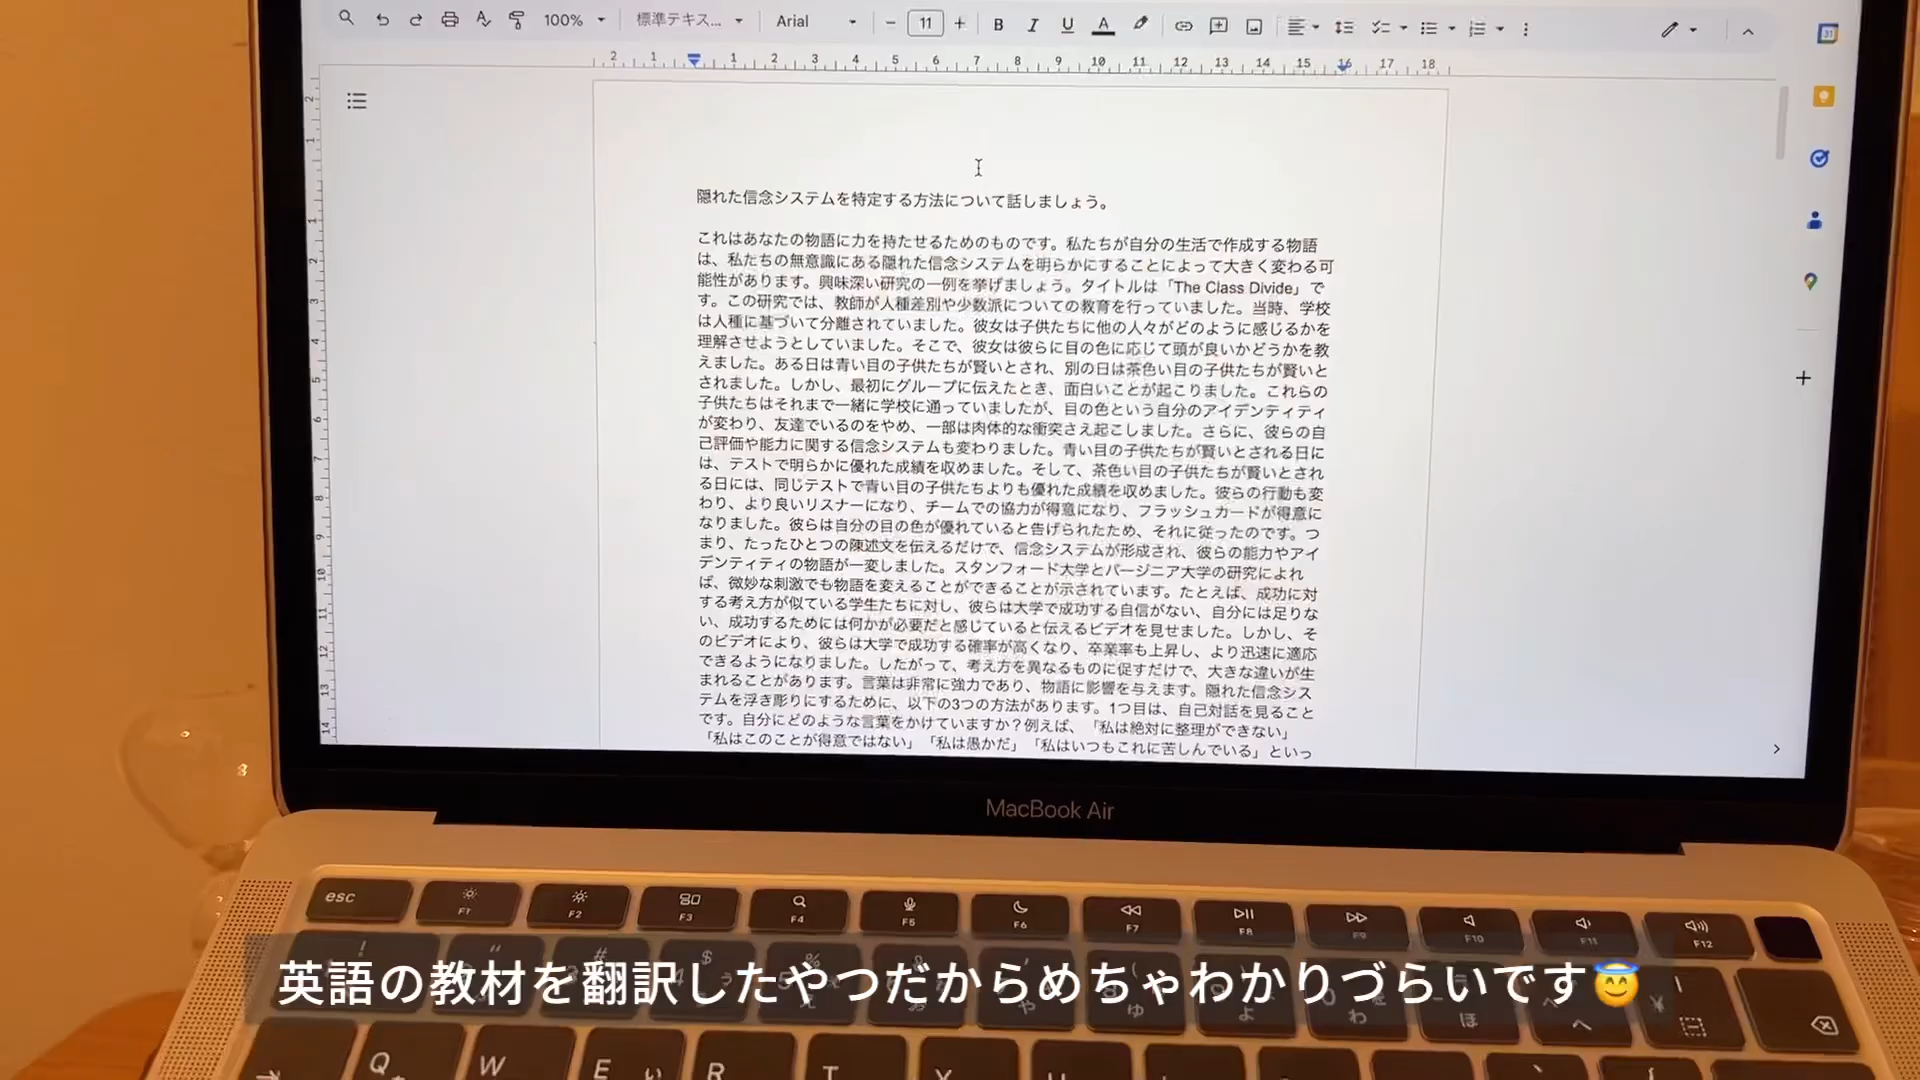 100%
標準テキス...
Arial
11
B
I
U
A
2 1 1 2 3 4 5 6 7 8 9 10 11 12 13 14 15 16 17 18
31
隠れた信念システムを特定する方法について話しましょう。
これはあなたの物語に力を持たせるためのものです。私たちが自分の生活で作成する物語
は、私たちの無意識にある隠れた信念システムを明らかにすることによって大きく変わる可
能性があります。興味深い研究の一例を挙げましょう。タイトルは「The Class Divide」で
す。この研究では、教師が人種差別や少数派についての教育を行っていました。当時、学校
は人種に基づいて分離されていました。彼女は子供たちに他の人々がどのように感じるかを
理解させようとしていました。そこで、彼女は彼らに目の色に応じて頭が良いかどうかを教
えました。ある日は青い目の子供たちが賢いとされ、別の日は茶色い目の子供たちが賢いと
されました。しかし、最初にグループに伝えたとき、面白いことが起こりました。これらの
子供たちはそれまで一緒に学校に通っていましたが、目の色という自分のアイデンティティ
が変わり、友達でいるのをやめ、一部は肉体的な衝突さえ起こしました。さらに、彼らの自
己評価や能力に関する信念システムも変わりました。青い目の子供たちが賢いとされる日に
は、テストで明らかに優れた成績を収めました。そして、茶色い目の子供たちが賢いとされ
る日には、同じテストで青い目の子供たちよりも優れた成績を収めました。彼らの行動も変
わり、より良いリスナーになり、チームでの協力が得意になり、フラッシュカードが得意に
なりました。彼らは自分の目の色が優れていると告げられたため、それに従ったのです。つ
まり、たったひとつの陳述文を伝えるだけで、信念システムが形成され、彼らの能力やアイ
デンティティの物語が一変しました。スタンフォード大学とバージニア大学の研究によれ
ば、微妙な刺激でも物語を変えることができることが示されています。たとえば、成功に対
する考え方が似ている学生たちに対し、彼らは大学で成功する自信がない、自分には足りな
い、成功するためには何かが必要だと感じていると伝えるビデオを見せました。しかし、そ
のビデオにより、彼らは大学で成功する確率が高くなり、卒業率も上昇し、より迅速に適応
できるようになりました。したがって、考え方を異なるものに促すだけで、大きな違いが生
まれることがあります。言葉は非常に強力であり、物語に影響を与えます。隠れた信念シス
テムを浮き彫りにするために、以下の3つの方法があります。1つ目は、自己対話を見ること
です。自分にどのような言葉をかけていますか？例えば、「私は絶対に整理ができない」
「私はこのことが得意ではない」「私は愚かだ」「私はいつもこれに苦しんでいる」といっ
MacBook Air
esc F1 F2 F3 F4 F5 F6 F7 F8 F9 F10 F11 F12
英語の教材を翻訳したやつだからめちゃわかりづらいです😇
Q W E R T